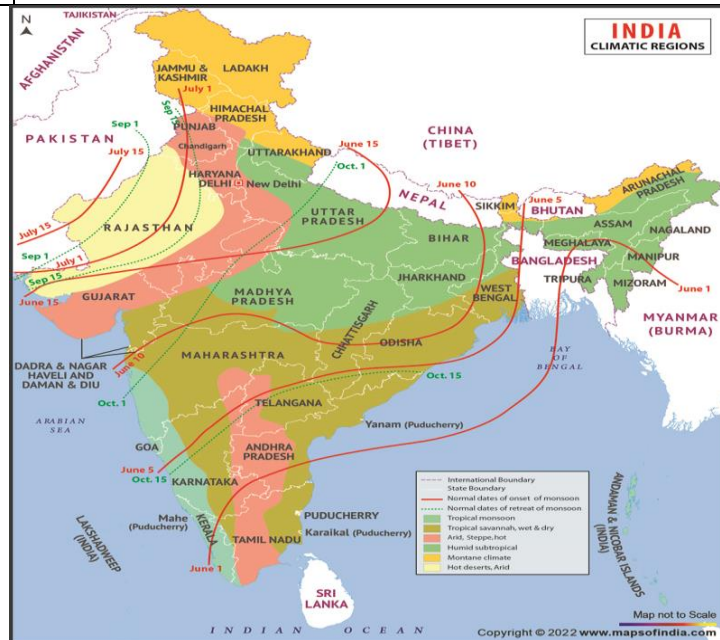 N
TAJIKISTAN
AFGHANISTAN
INDIA
CLIMATIC REGIONS
JAMMU &
KASHMIR
LADAKH
July 1
Sep 1
Sep 15
HIMACHAL
PRADESH
PAKISTAN
July 15
PUNJAB
Chandigarh
UTTARAKHAND
June 15
Oct. 1
CHINA
(TIBET)
HARYANA
DELHI
New Delhi
NEPAL
June 10
SIKKIM
June 5
BHUTAN
ARUNACHAL
PRADESH
July 15
RAJASTHAN
UTTAR
PRADESH
ASSAM
NAGALAND
Sep 1
July 1
Sep 15
BIHAR
MEGHALAYA
BANGLADESH
MANIPUR
June 15
GUJARAT
MADHYA
PRADESH
JHARKHAND
WEST
BENGAL
TRIPURA
MIZORAM
June 1
MYANMAR
(BURMA)
CHHATTISGARH
ODISHA
MAHARASHTRA
BAY
OF
BENGAL
DADRA & NAGAR
HAVELI AND
DAMAN & DIU
June 10
Oct. 1
Oct. 15
TELANGANA
ARABIAN
SEA
Yanam (Puducherry)
GOA
ANDHRA
PRADESH
June 5
Oct. 15
KARNATAKA
International Boundary
State Boundary
Normal dates of onset of monsoon
Normal dates of retreat of monsoon
Tropical monsoon
Tropical savannah, wet & dry
Arid, Steppe,hot
Humid subtropical
Montane climate
Hot deserts, Arid
LAKSHADWEEP
(INDIA)
Mahe
(Puducherry)
KERALA
PUDUCHERRY
Karaikal (Puducherry)
TAMIL NADU
June 1
ANDAMAN & NICOBAR ISLANDS
(INDIA)
SRI
LANKA
INDIAN OCEAN
Map not to Scale
Copyright © 2022 www.mapsofindia.com